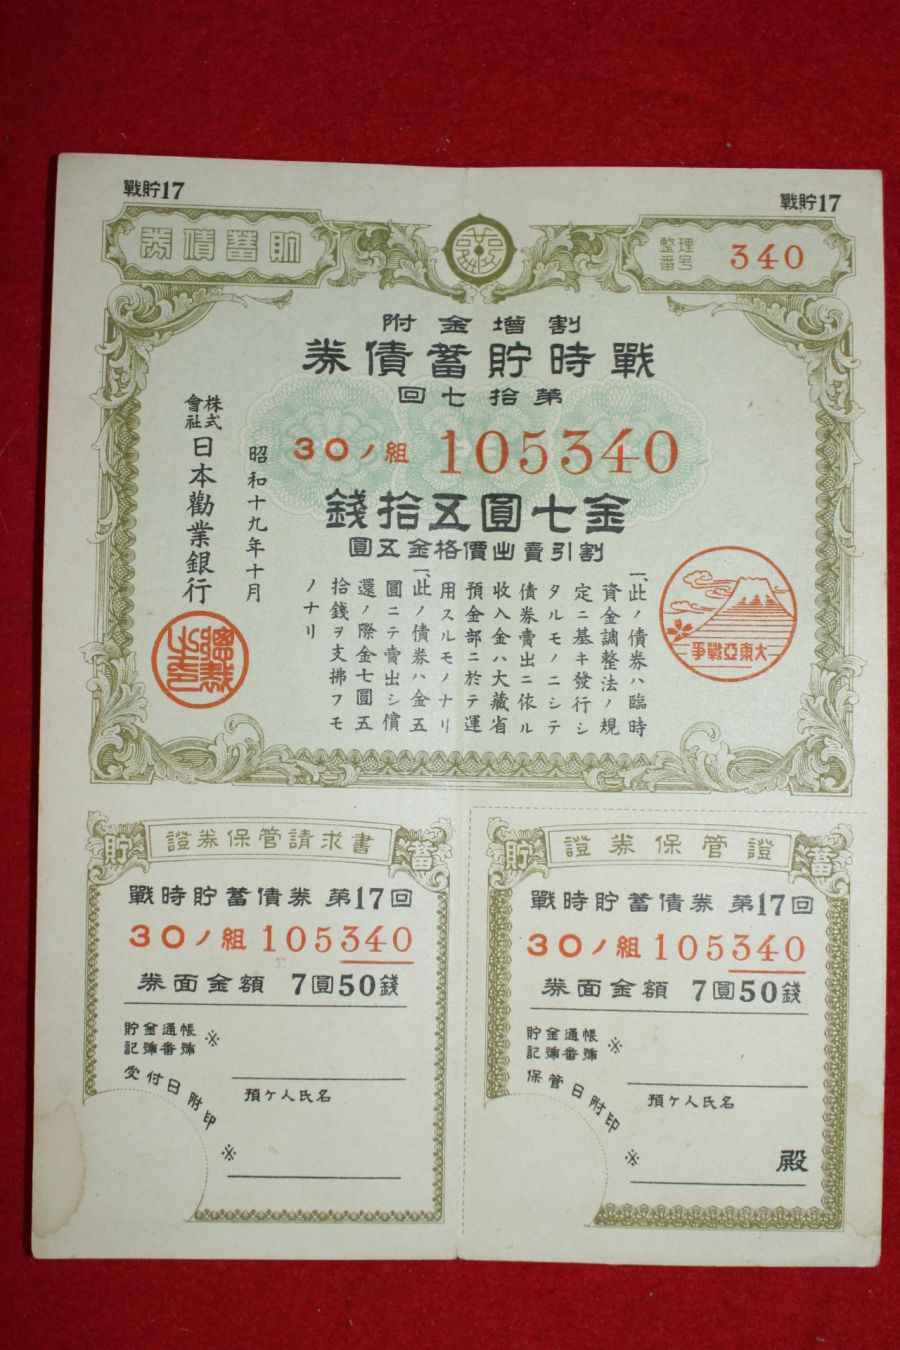 戰貯17
戰貯17
券債蓄貯
整理
番号
340
附金增割
券債蓄貯時戰
回七拾第
30ノ組 105340
錢拾五圓七金
圓五金格價出賣引割
一、此ノ債券ハ臨時
資金調整法ノ規
定ニ基キ發行シ
タルモノニシテ
債券賣出ニ依ル
收入金ハ大藏省
預金部ニ於テ運
用スルモノナリ
一、此ノ債券ハ金五
圓ニテ賣出シ償
還ノ際金七圓五
拾錢ヲ支拂フモ
ノナリ
昭和十九年十月
株式
會社
日本勸業銀行
總裁
之印
爭戰亞東大
證券保管請求書
貯
蓄
戰時貯蓄債券 第17回
30ノ組 105340
券面金額 7圓50錢
貯金通帳
記號番號
※
受付日附印
預ケ人氏名
※
證券保管證
貯
蓄
戰時貯蓄債券 第17回
30ノ組 105340
券面金額 7圓50錢
貯金通帳
記號番號
※
保管日附印
預ケ人氏名
※
殿